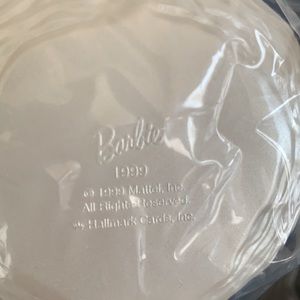 Barbie
1999
© 1999 Mattel, Inc.
All Rights Reserved.
Hallmark Cards, Inc.